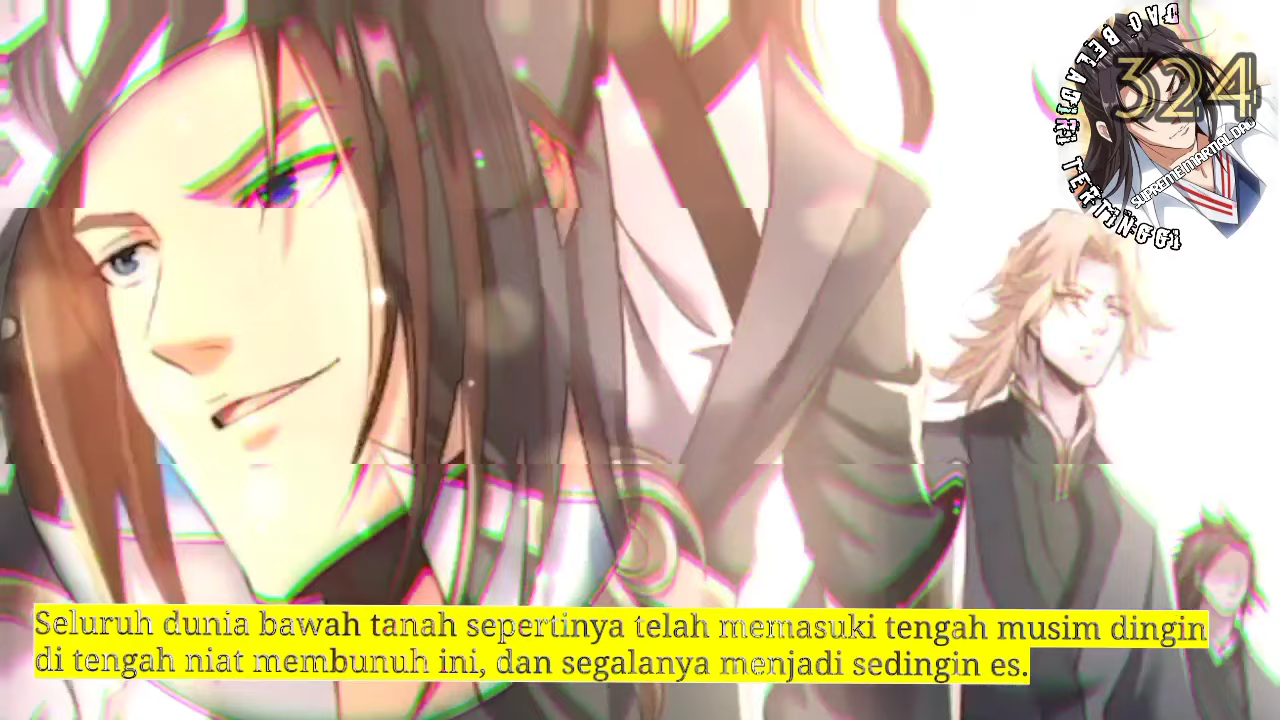 DAO BELADIRI TERTINGGI
324
SUPREME MARTIAL DAO
Seluruh dunia bawah tanah sepertinya telah memasuki tengah musim dingin
di tengah niat membunuh ini, dan segalanya menjadi sedingin es.